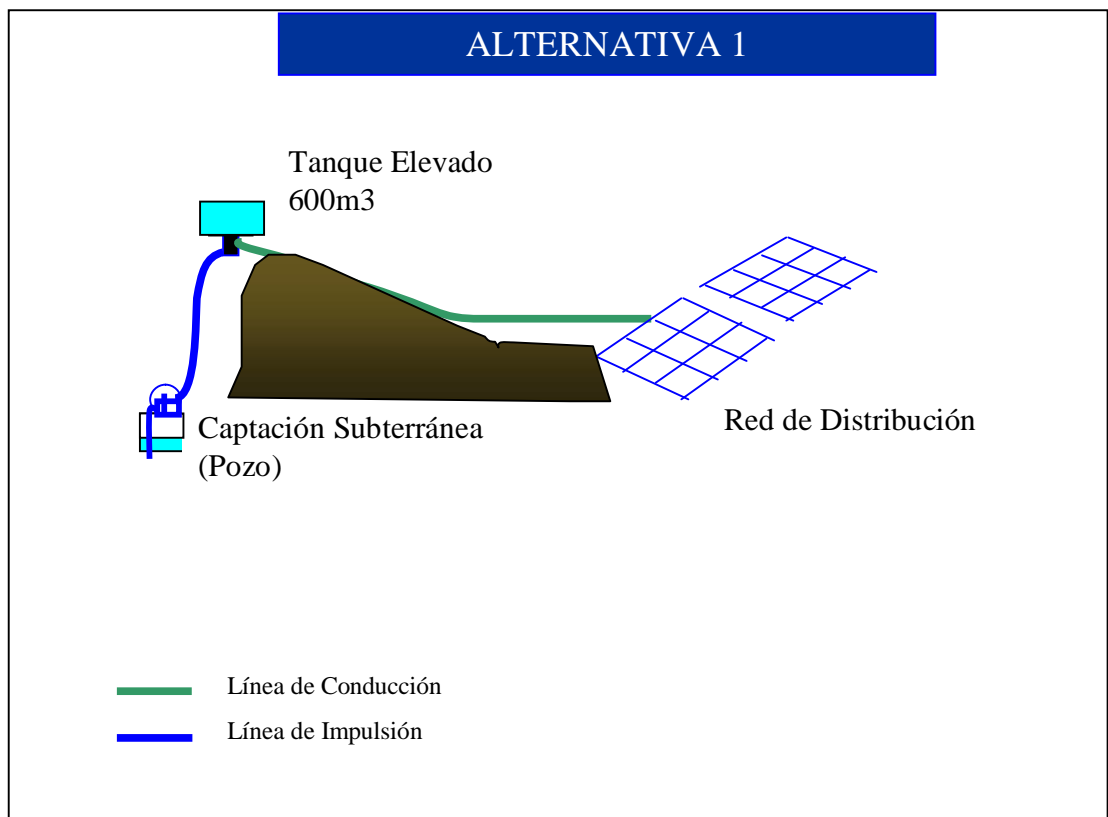 ALTERNATIVA 1
Tanque Elevado
600m3
Captación Subterránea
(Pozo)
Red de Distribución
Línea de Conducción
Línea de Impulsión